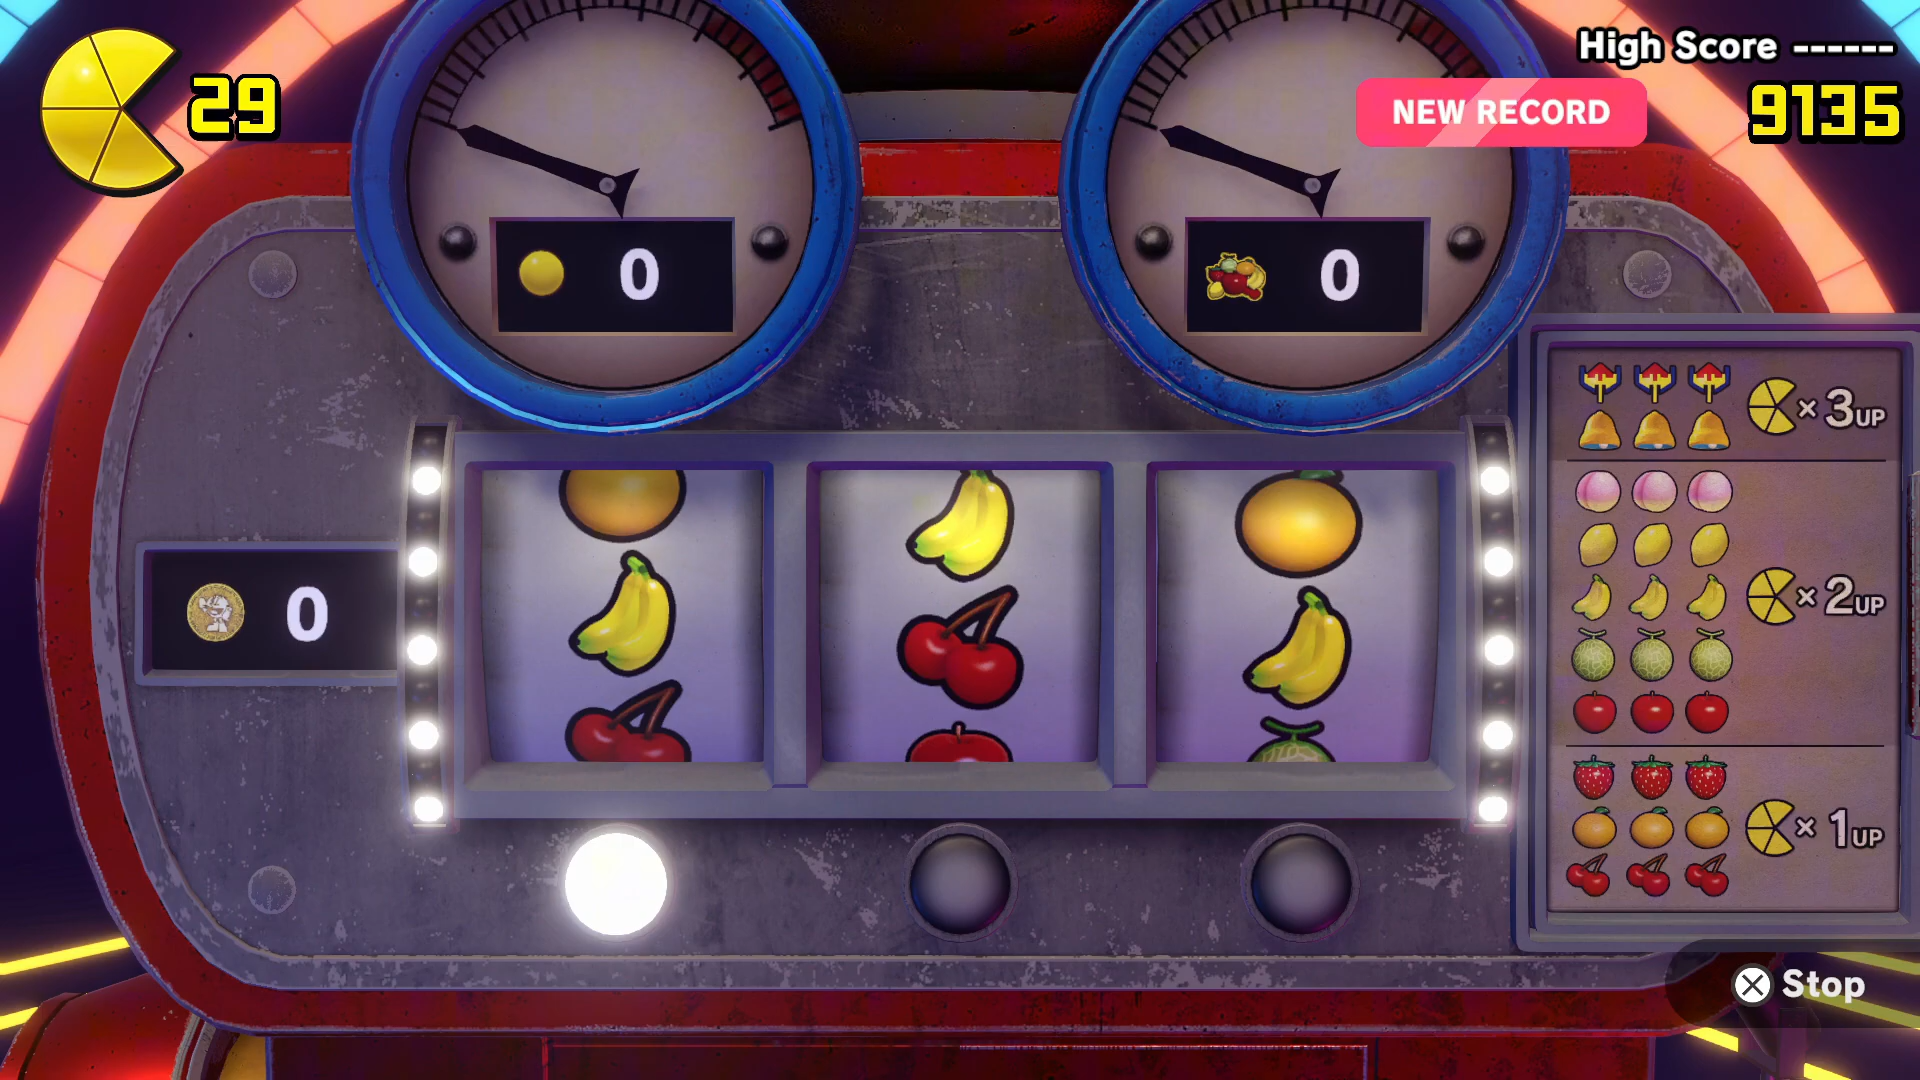 29
High Score ------
NEW RECORD
9135
0
0
0
× 3UP
× 2UP
× 1UP
Stop